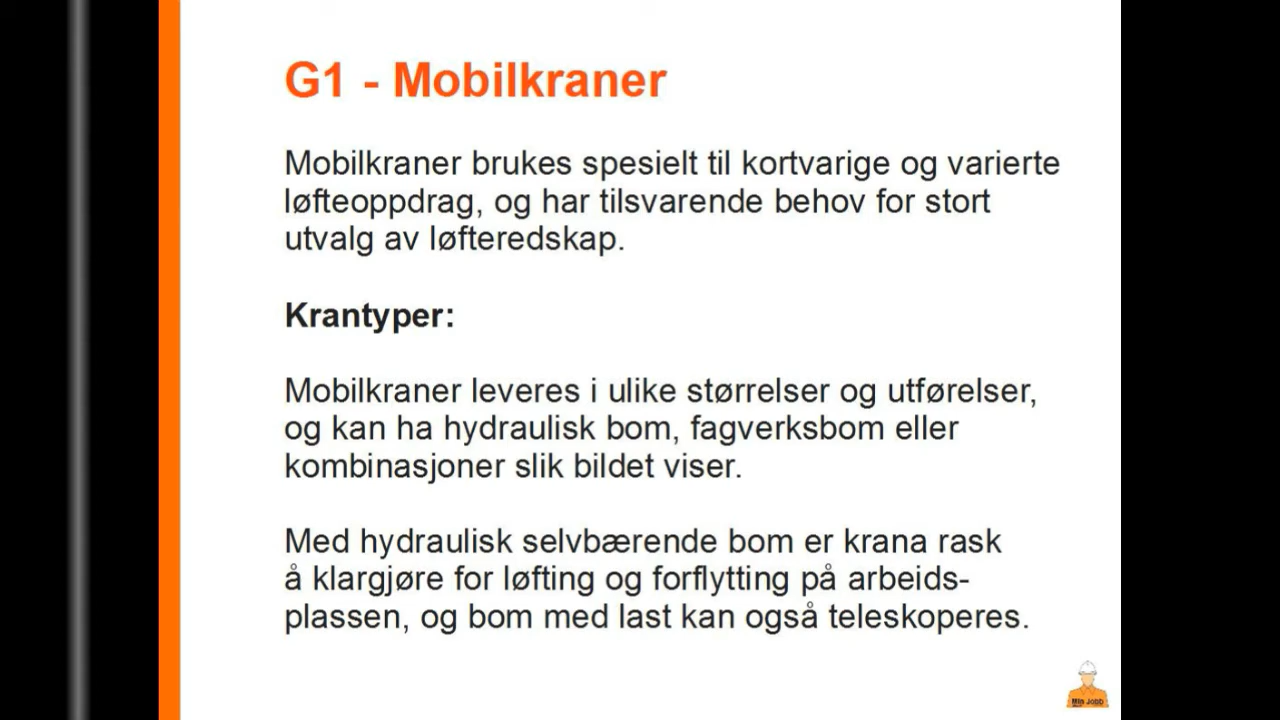 G1 - Mobilkraner
Mobilkraner brukes spesielt til kortvarige og varierte
løfteoppdrag, og har tilsvarende behov for stort
utvalg av løfteredskap.
Krantyper:
Mobilkraner leveres i ulike størrelser og utførelser,
og kan ha hydraulisk bom, fagverksbom eller
kombinasjoner slik bildet viser.
Med hydraulisk selvbærende bom er krana rask
å klargjøre for løfting og forflytting på arbeids-
plassen, og bom med last kan også teleskoperes.
Min Jobb